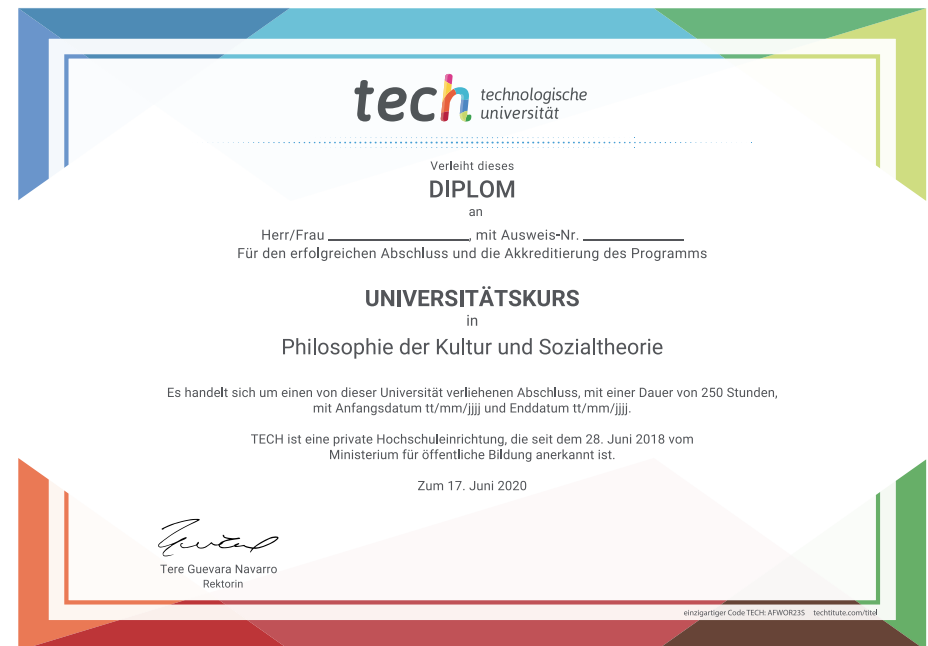 tech technologische
universität
Verleiht dieses
DIPLOM
an
Herr/Frau ____________________, mit Ausweis-Nr. ______________
Für den erfolgreichen Abschluss und die Akkreditierung des Programms
UNIVERSITÄTSKURS
in
Philosophie der Kultur und Sozialtheorie
Es handelt sich um einen von dieser Universität verliehenen Abschluss, mit einer Dauer von 250 Stunden,
mit Anfangsdatum tt/mm/jjjj und Enddatum tt/mm/jjjj.
TECH ist eine private Hochschuleinrichtung, die seit dem 28. Juni 2018 vom
Ministerium für öffentliche Bildung anerkannt ist.
Zum 17. Juni 2020
Tere Guevara Navarro
Rektorin
einzigartiger Code TECH: AFWOR23S techtitute.com/titel